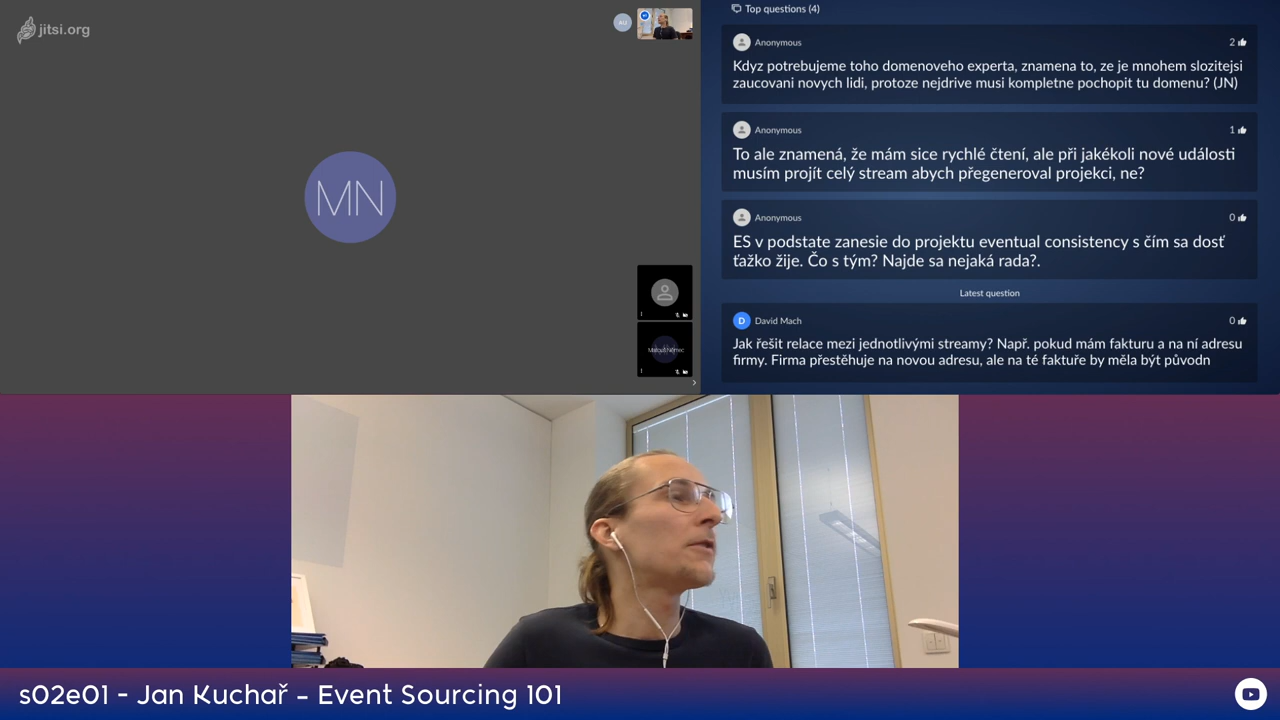 jitsi.org
AU
MN
Matouš Němec
Top questions (4)
Anonymous
2
Kdyz potrebujeme toho domenoveho experta, znamena to, ze je mnohem slozitejsi
zaucovani novych lidi, protoze nejdrive musi kompletne pochopit tu domenu? (JN)
Anonymous
1
To ale znamená, že mám sice rychlé čtení, ale při jakékoli nové události
musím projít celý stream abych přegeneroval projekci, ne?
Anonymous
0
ES v podstate zanesie do projektu eventual consistency s čím sa dosť
ťažko žije. Čo s tým? Najde sa nejaká rada?.
Latest question
D
David Mach
0
Jak řešit relace mezi jednotlivými streamy? Např. pokud mám fakturu a na ní adresu
firmy. Firma přestěhuje na novou adresu, ale na té faktuře by měla být původn
s02e01 - Jan Kuchař - Event Sourcing 101